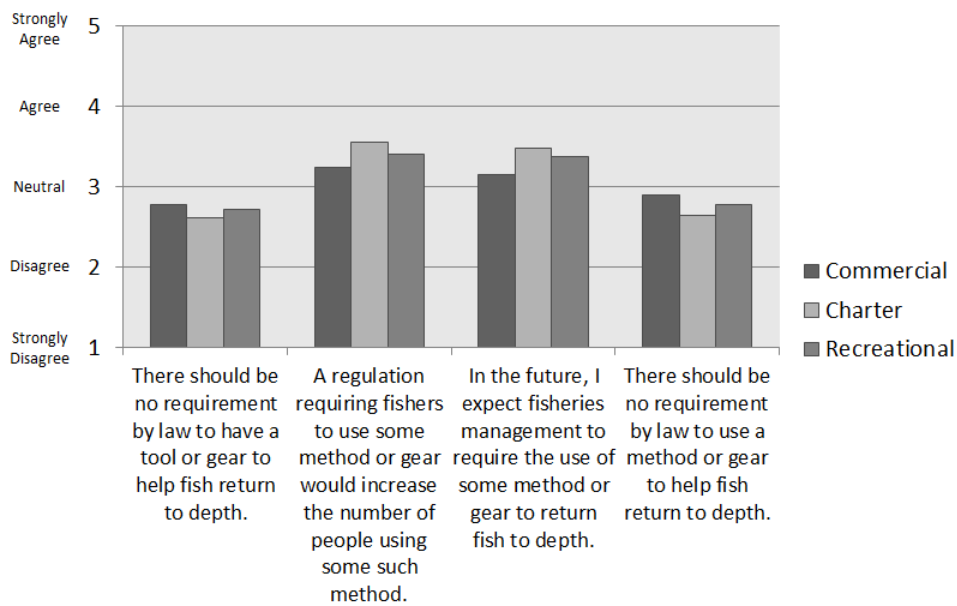 Strongly
Agree
5
Agree
4
Neutral
3
Disagree
2
Strongly
Disagree
1
Commercial
Charter
Recreational
There should be
no requirement
by law to have a
tool or gear to
help fish return
to depth.
A regulation
requiring fishers
to use some
method or gear
would increase
the number of
people using
some such
method.
In the future, I
expect fisheries
management to
require the use of
some method or
gear to return
fish to depth.
There should be
no requirement
by law to use a
method or gear
to help fish
return to depth.